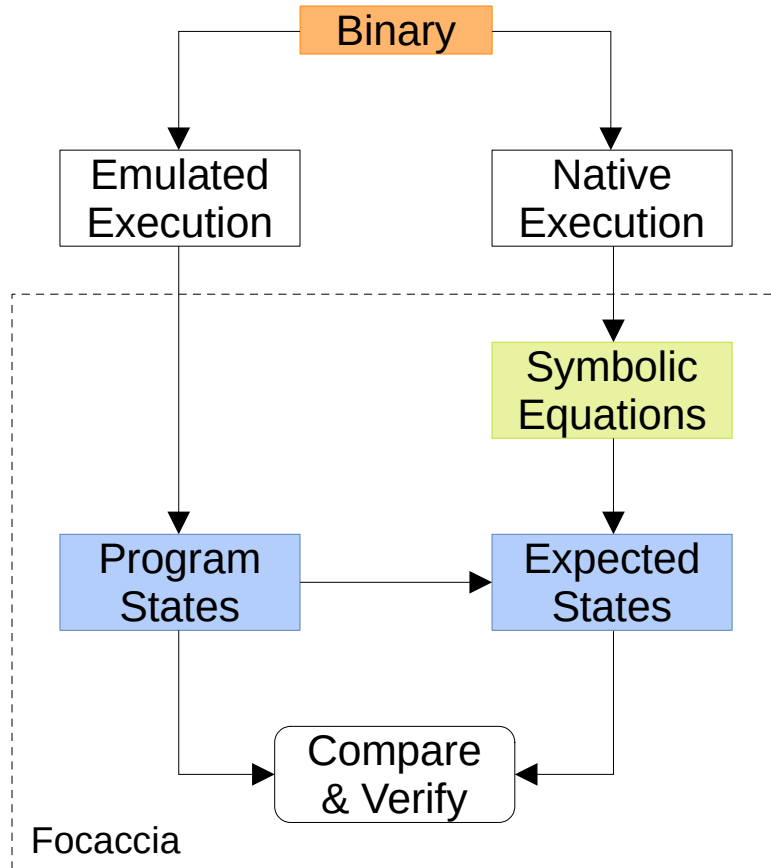 Binary
Emulated
Execution
Native
Execution
Symbolic
Equations
Program
States
Expected
States
Compare
& Verify
Focaccia